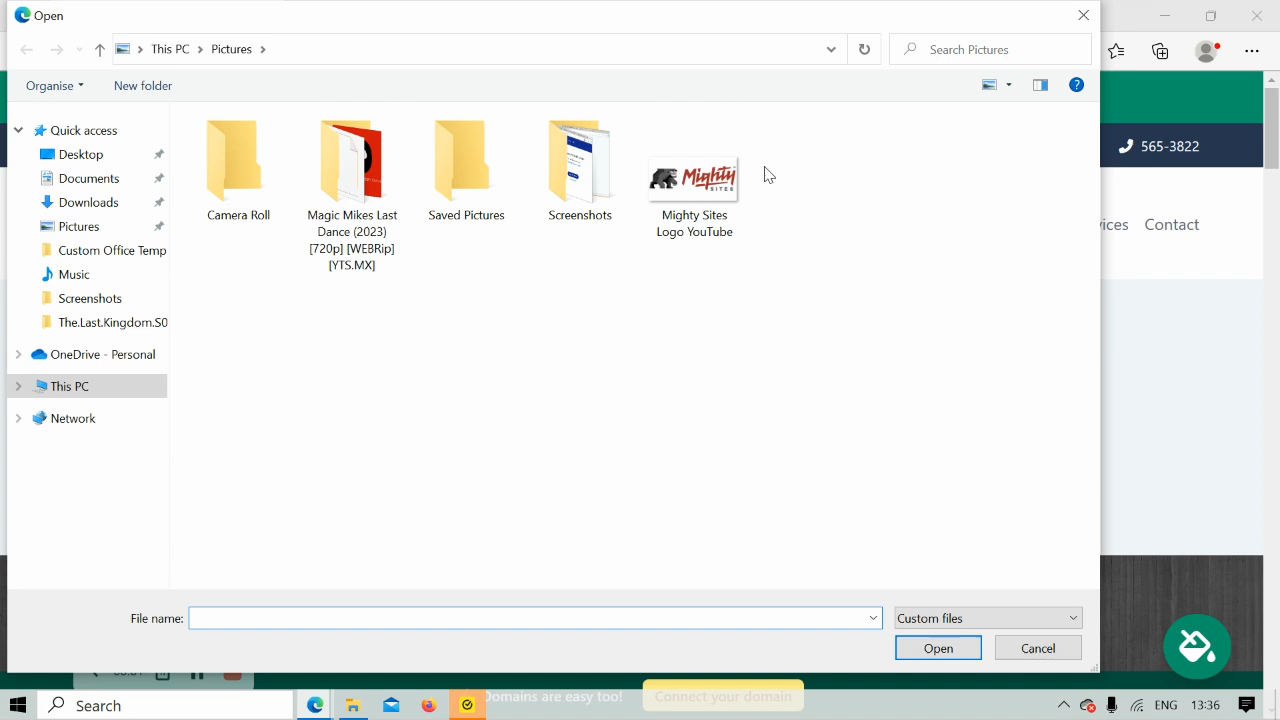 Open
This PC
Pictures
Search Pictures
Organise
New folder
565-3822
Quick access
Desktop
Documents
Downloads
Pictures
Custom Office Temp
Music
Screenshots
The.Last.Kingdom.S0
OneDrive - Personal
This PC
Network
Camera Roll
Magic Mikes Last
Dance (2023)
[720p] [WEBRip]
[YTS.MX]
Saved Pictures
Screenshots
Mighty
SITES
Mighty Sites
Logo YouTube
vices
Contact
File name:
Custom files
Open
Cancel
Domains are easy too!
Connect your domain
Search
ENG
13:36